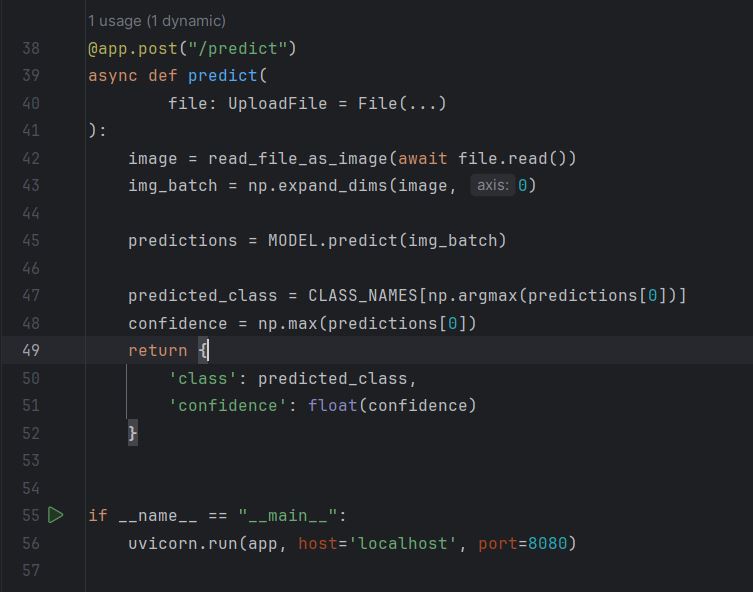 1 usage (1 dynamic)
38 @app.post("/predict")
39 async def predict(
40         file: UploadFile = File(...)
41 ):
42     image = read_file_as_image(await file.read())
43     img_batch = np.expand_dims(image, axis: 0)
44
45     predictions = MODEL.predict(img_batch)
46
47     predicted_class = CLASS_NAMES[np.argmax(predictions[0])]
48     confidence = np.max(predictions[0])
49     return {
50         'class': predicted_class,
51         'confidence': float(confidence)
52     }
53
54
55 if __name__ == "__main__":
56     uvicorn.run(app, host='localhost', port=8080)
57